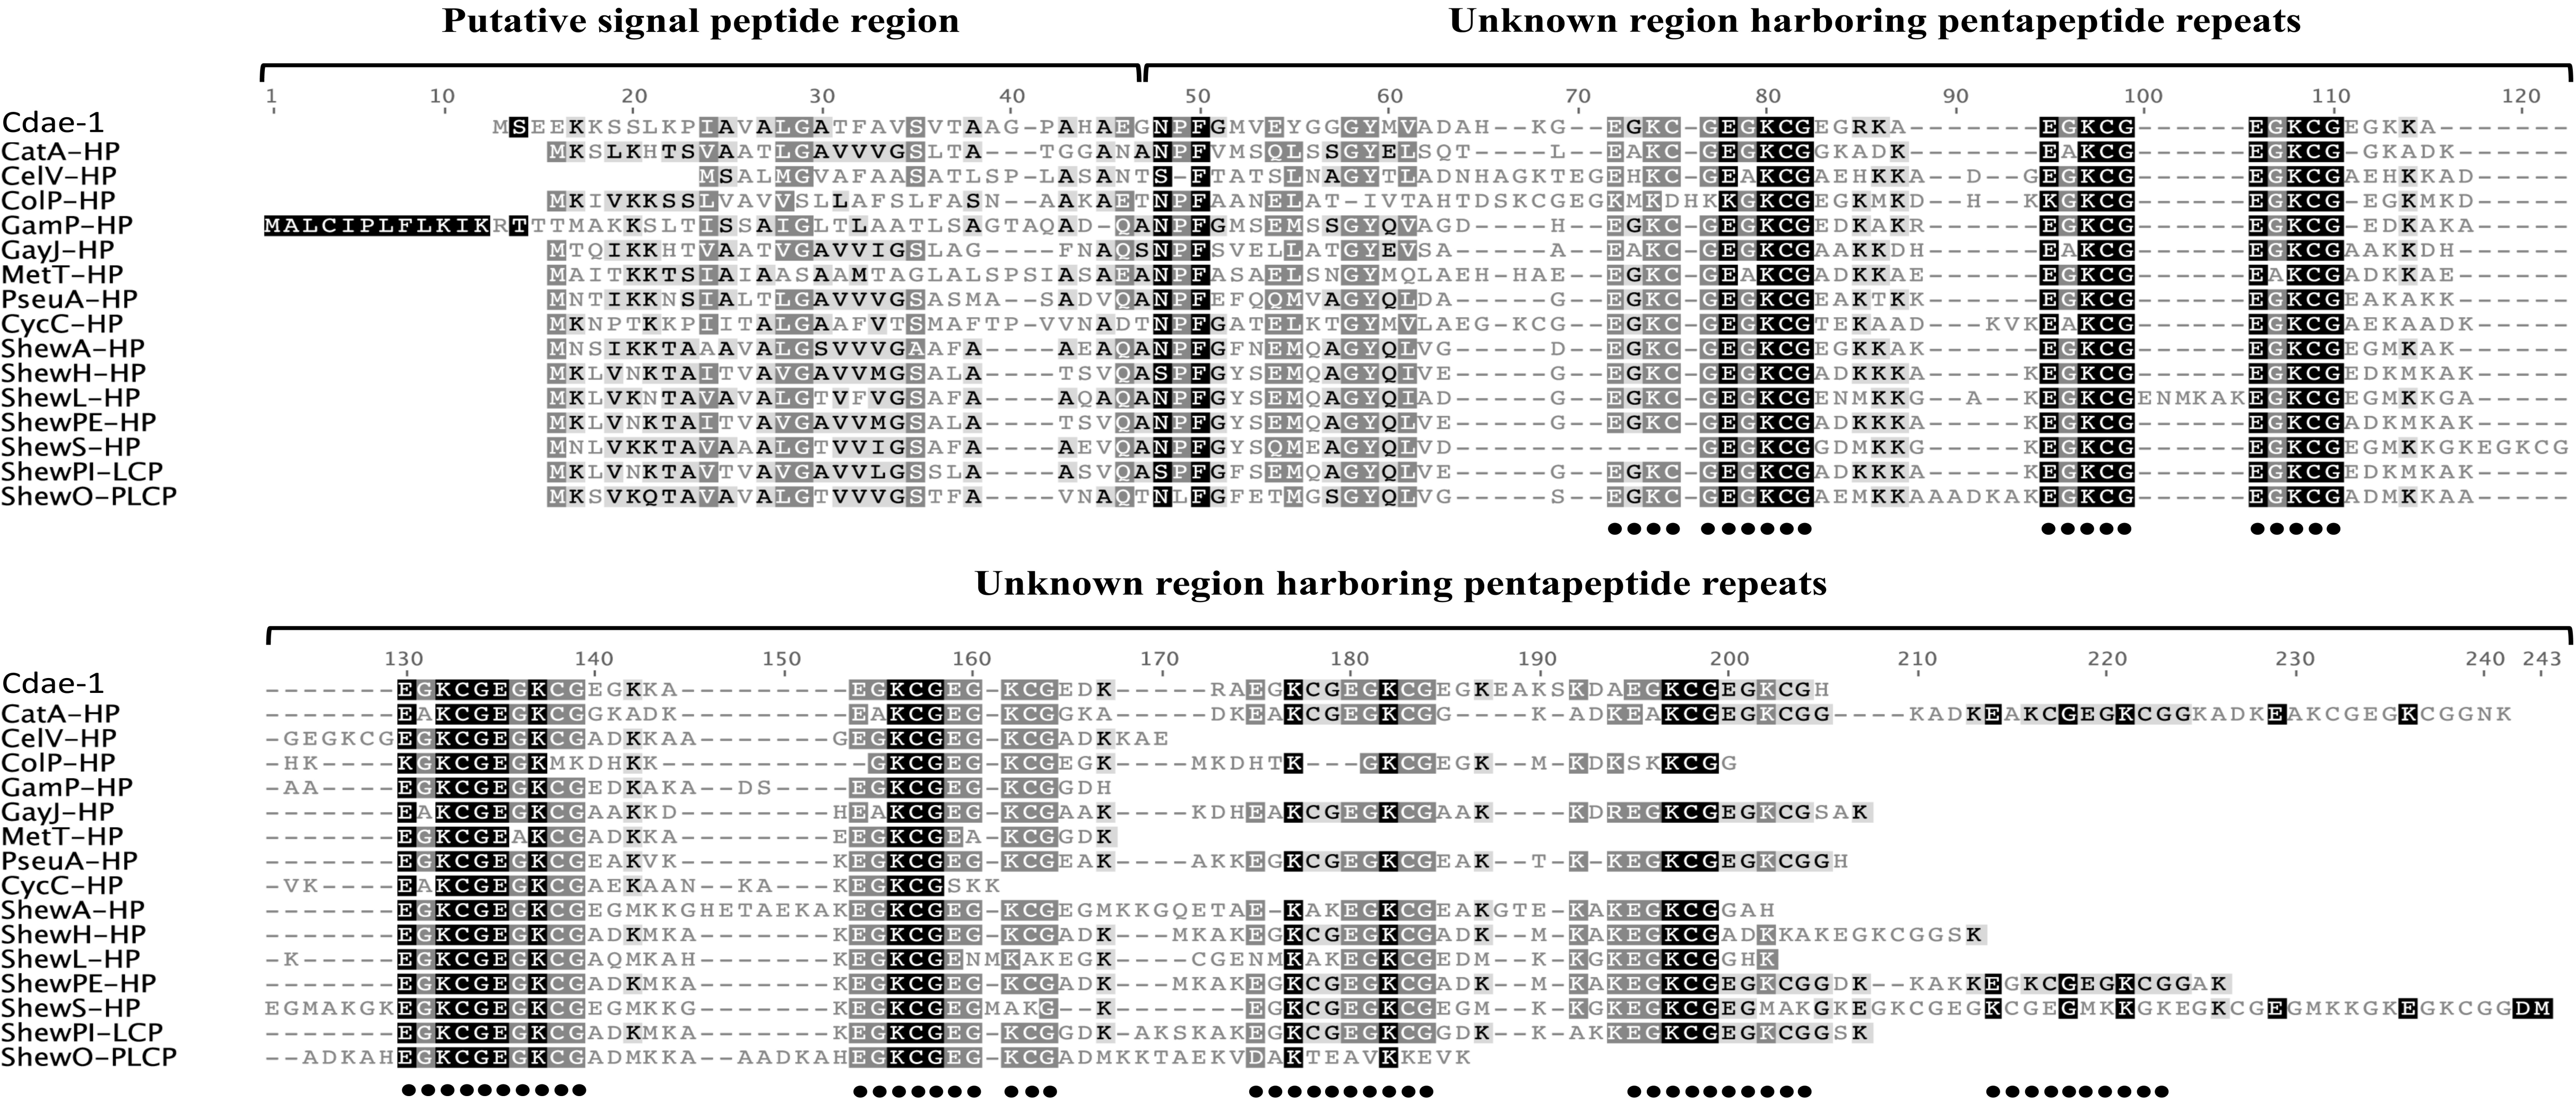 Putative signal peptide region Unknown region harboring pentapeptide repeats
1 10 20 30 40 50 60 70 80 90 100 110 120
Cdae-1 MSEEKKSSLKPIAVALGATFAVSVTAAG-PAHAEGNPFGMVEYGGGYMVADAH--KG--EGKC-GEGKCGEGRKA-------EGKCG------EGKCGEGKKA-----
CatA-HP MKSLKHTSVAATLGAVVVGSLTA---TGGANANPFVMSQLSSGYELSQT----L--EAKC-GEGKCGGKADK-------EAKCG------EGKCG-GKADK------
CelV-HP MSALMGVAFAASATLSP-LASANTS-FTATSLNAGYTLADNHAGKTEGEHKC-GEAKCGAEHKKA--D--GEGKCG------EGKCGAEHKKAD-----
ColP-HP MKIVKKSSLVAVVSLLAFSLFASN--AAKAETNPFAANELAT-IVTAHTDSKCGEGKMKDHKKGKCGEGKMKD--H--KKGKCG------EGKCG-EGKMKD-----
GamP-HP MALCIPLFLKIKRTTTMAKKSLTISSAIGLTLAATLSAGTAQAD-QANPFGMSEMSSGYQVAGD----H--EGKC-GEGKCGEDKAKR-------EGKCG------EGKCG-EDKAKA-----
GayJ-HP MTQIKKHTVAATVGAVVIGSLAG----FNAQSNPFSVELLATGYEVSA-----A--EAKC-GEGKCGAAKKDH------EAKCG------EGKCGAAKKDH------
MetT-HP MAITKKTSIAIAASAAMTAGLALSPSIASAEANPFASAELSNGYMQLAEH-HAE--EGKC-GEAKCGADKKAE------EGKCG------EAKCGADKKAE------
PseuA-HP MNTIKKNSIALTLGAVVVGSASMA--SADVQANPFEFQQMVAGYQLDA-----G--EGKC-GEGKCGEAKTKK------EGKCG------EGKCGEAKAKK------
CycC-HP MKNPTKKPIITALGAAFVTSMAFTP-VVNADTNPFGATELKTGYMVLAEG-KCG--EGKC-GEGKCGTEKAAD---KVKEAKCG------EGKCGAEKAADK-----
ShewA-HP MNSIKKTAAAVALGSVVVGAAFA----AEAQANPFGFNEMQAGYQLVG-----D--EGKC-GEGKCGEGKKAK------EGKCG------EGKCGEGMKAK------
ShewH-HP MKLVNKTAITVAVGAVVMGSALA----TSVQASPFGYSEMQAGYQIVE-----G--EGKC-GEGKCGADKKKA-----KEGKCG------EGKCGEDKMKAK-----
ShewL-HP MKLVKNTAVAVALGTVFVGSAFA----AQAQANPFGYSEMQAGYQIAD-----G--EGKC-GEGKCGENMKKG--A--KEGKCGENMKAKEGKCGEGMKKGA-----
ShewPE-HP MKLVNKTAITVAVGAVVMGSALA----TSVQANPFGYSEMQAGYQLVE-----G--EGKC-GEGKCGADKKKA-----KEGKCG------EGKCGADKMKAK-----
ShewS-HP MNLVKKTAVAAALGTVVIGSAFA----AEVQANPFGYSQMEAGYQLVD-------------GEGKCGGDMKKG-----KEGKCG------EGKCGEGMKKGKEGKCG
ShewPI-LCP MKLVNKTAVTVAVGAVVLGSSLA----ASVQASPFGFSEMQAGYQLVE-----G--EGKC-GEGKCGADKKKA-----KEGKCG------EGKCGEDKMKAK-----
ShewO-PLCP MKSVKQTAVAVALGTVVVGSTFA----VNAQTNLFGFETMGSGYQLVG-----S--EGKC-GEGKCGAEMKKAAADKAKEGKCG------EGKCGADMKKAA-----
Unknown region harboring pentapeptide repeats
130 140 150 160 170 180 190 200 210 220 230 240 243
Cdae-1 -------EGKCGEGKCGEGKKA---------EGKCGEG-KCGEDK-----RAEGKCGEGKCGEGKEAKSKDAEGKCGEGKCGH
CatA-HP -------EAKCGEGKCGGKADK---------EAKCGEG-KCGGKA-----DKEAKCGEGKCGG----K-ADKEAKCGEGKCGG----KADKEAKCGEGKCGGKADKEAKCGEGKCGGNK
CelV-HP -GEGKCGEGKCGEGKCGADKKAA-------GEGKCGEG-KCGADKKAE
ColP-HP -HK----KGKCGEGKMKDHKK-----------GKCGEG-KCGEGK----MKDHTK---GKCGEGK--M-KDKSKKCGG
GamP-HP -AA----EGKCGEGKCGEDKAKA--DS----EGKCGEG-KCGGDH
GayJ-HP -------EAKCGEGKCGAAKKD--------HEAKCGEG-KCGAAK----KDHEAKCGEGKCGAAK----KDREGKCGEGKCGSAK
MetT-HP -------EGKCGEAKCGADKKA--------EEGKCGEA-KCGGDK
PseuA-HP -------EGKCGEGKCGEAKVK--------KEGKCGEG-KCGEAK----AKKEGKCGEGKCGEAK--T-K-KEGKCGEGKCGGH
CycC-HP -VK----EAKCGEGKCGAEKAAN--KA---KEGKCGSKK
ShewA-HP -------EGKCGEGKCGEGMKKGHETAEKAKEGKCGEG-KCGEGMKKGQETAE-KAKEGKCGEAKGTE-KAKEGKCGGAH
ShewH-HP -------EGKCGEGKCGADKMKA-------KEGKCGEG-KCGADK---MKAKEGKCGEGKCGADK--M-KAKEGKCGADKKAKEGKCGGSK
ShewL-HP -K-----EGKCGEGKCGAQMKAH-------KEGKCGENMKAKEGK----CGENMKAKEGKCGEDM--K-KGKEGKCGGHK
ShewPE-HP -------EGKCGEGKCGADKMKA-------KEGKCGEG-KCGADK---MKAKEGKCGEGKCGADK--M-KAKEGKCGEGKCGGDK--KAKKEGKCGEGKCGGAK
ShewS-HP EGMAKGKEGKCGEGKCGEGMKKG-------KEGKCGEGMAKG--K-------EGKCGEGKCGEGM--K-KGKEGKCGEGMAKGKEGKCGEGKCGEGMKKGKEGKCGEGMKKGKEGKCGGDM
ShewPI-LCP -------EGKCGEGKCGADKMKA-------KEGKCGEG-KCGGDK-AKSKAKEGKCGEGKCGGDK--K-AKKEGKCGEGKCGGSK
ShewO-PLCP --ADKAHEGKCGEGKCGADMKKA--AADKAHEGKCGEG-KCGADMKKTAEKVDAKTEAVKKEVK